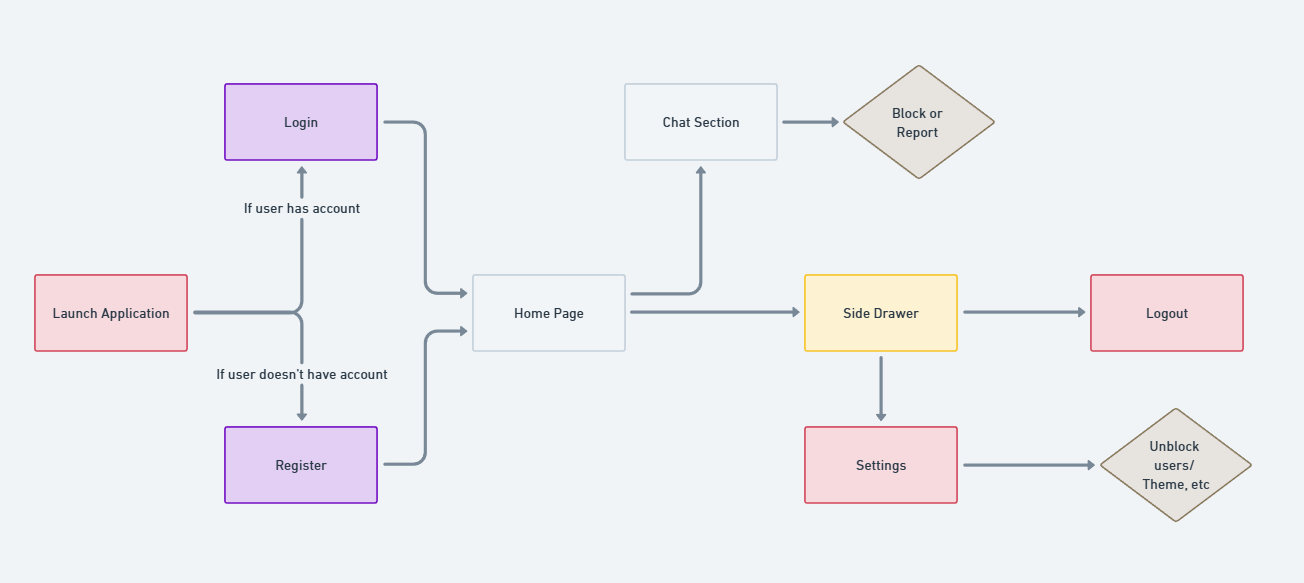 Login
Chat Section
Block or
Report
If user has account
Launch Application
Home Page
Side Drawer
Logout
If user doesn't have account
Register
Settings
Unblock
users/
Theme, etc